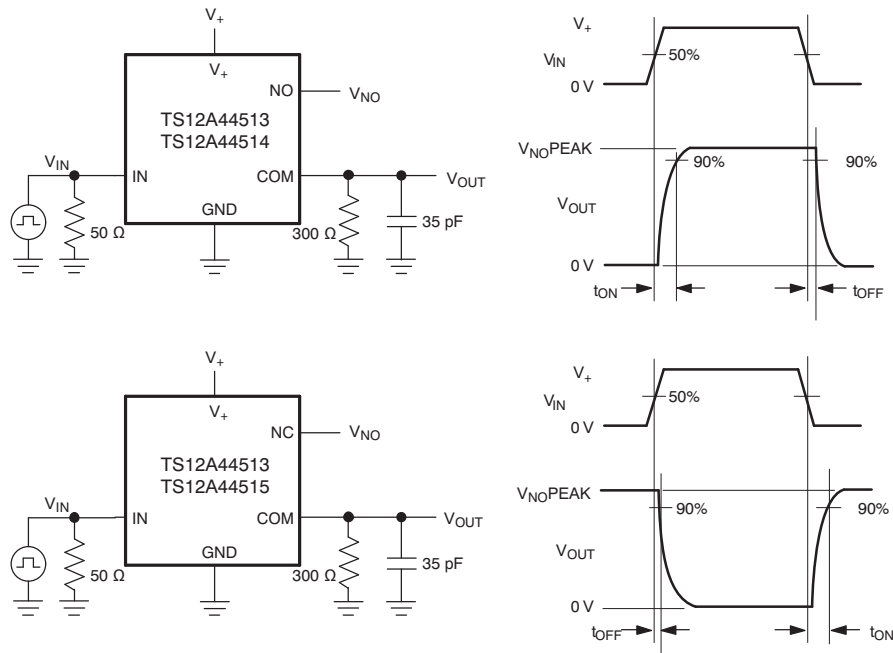 V+
V+
NO
VNO
TS12A44513
TS12A44514
VIN
IN
COM
VOUT
GND
50 Ω
300 Ω
35 pF
V+
VIN
50%
0 V
VNOPEAK
90%
90%
VOUT
0 V
tON
tOFF
V+
V+
NC
VNO
TS12A44513
TS12A44515
VIN
IN
COM
VOUT
GND
50 Ω
300 Ω
35 pF
V+
VIN
50%
0 V
VNOPEAK
90%
90%
VOUT
0 V
tOFF
tON